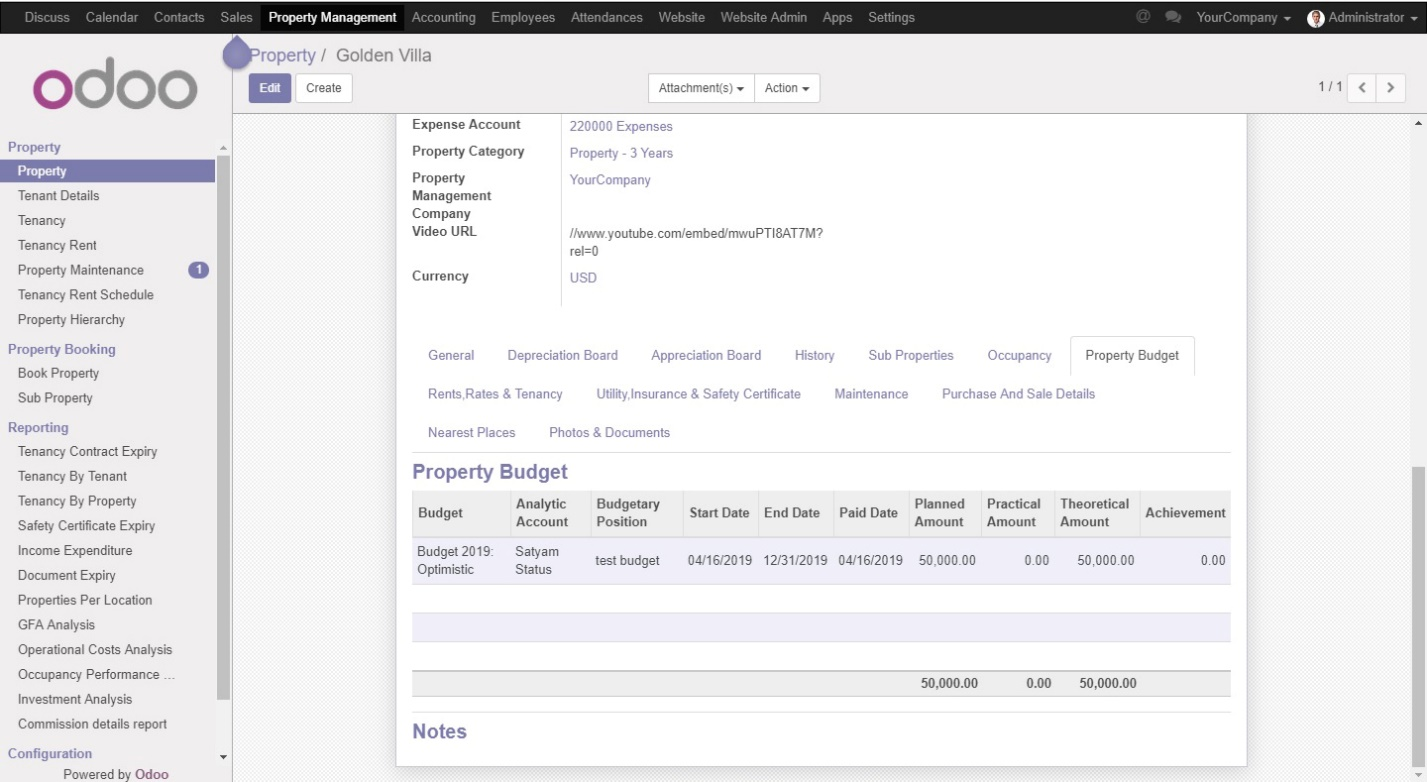 Discuss Calendar Contacts Sales Property Management Accounting Employees Attendances Website Website Admin Apps Settings @ YourCompany Administrator
odoo
Property / Golden Villa
Edit Create Attachment(s) Action 1 / 1
Property
Property
Tenant Details
Tenancy
Tenancy Rent
Property Maintenance 1
Tenancy Rent Schedule
Property Hierarchy
Property Booking
Book Property
Sub Property
Reporting
Tenancy Contract Expiry
Tenancy By Tenant
Tenancy By Property
Safety Certificate Expiry
Income Expenditure
Document Expiry
Properties Per Location
GFA Analysis
Operational Costs Analysis
Occupancy Performance ...
Investment Analysis
Commission details report
Configuration
Powered by Odoo
Expense Account 220000 Expenses
Property Category Property - 3 Years
Property YourCompany
Management
Company
Video URL //www.youtube.com/embed/mwuPTI8AT7M?
rel=0
Currency USD
General Depreciation Board Appreciation Board History Sub Properties Occupancy Property Budget
Rents,Rates & Tenancy Utility,Insurance & Safety Certificate Maintenance Purchase And Sale Details
Nearest Places Photos & Documents
Property Budget
Budget Analytic Account Budgetary Position Start Date End Date Paid Date Planned Amount Practical Amount Theoretical Amount Achievement
Budget 2019: Optimistic Satyam Status test budget 04/16/2019 12/31/2019 04/16/2019 50,000.00 0.00 50,000.00 0.00
50,000.00 0.00 50,000.00
Notes